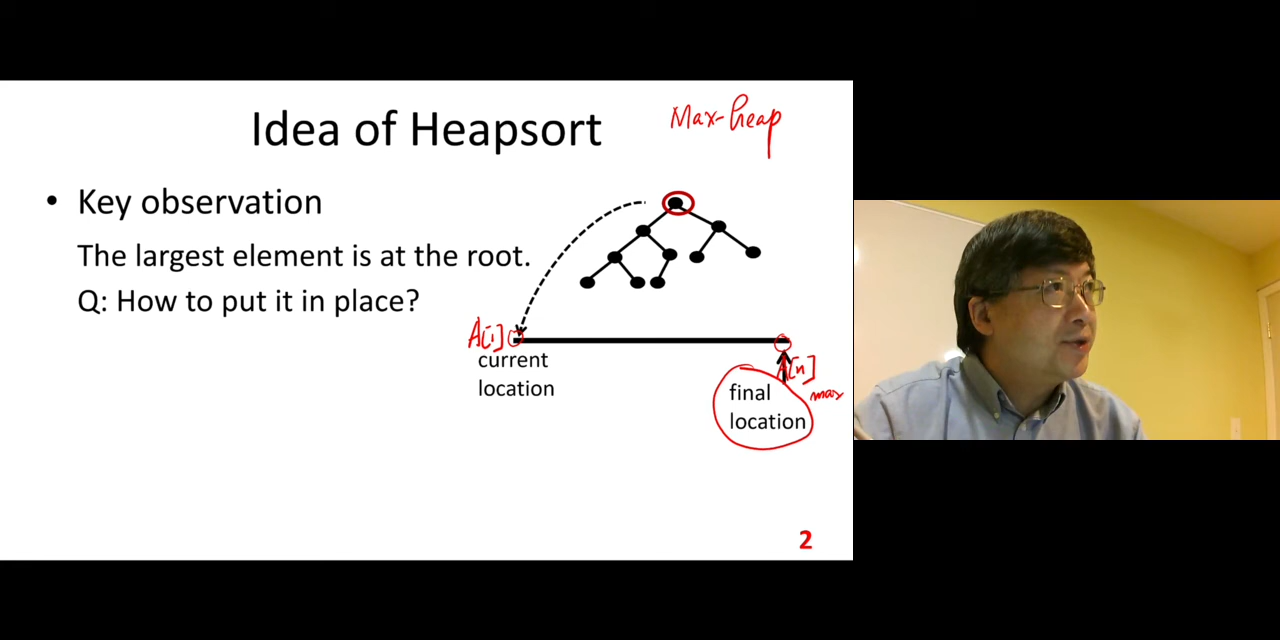 Idea of Heapsort
Max-heap
• Key observation
The largest element is at the root.
Q: How to put it in place?
A[1]
current
location
A[n]
max
final
location
2